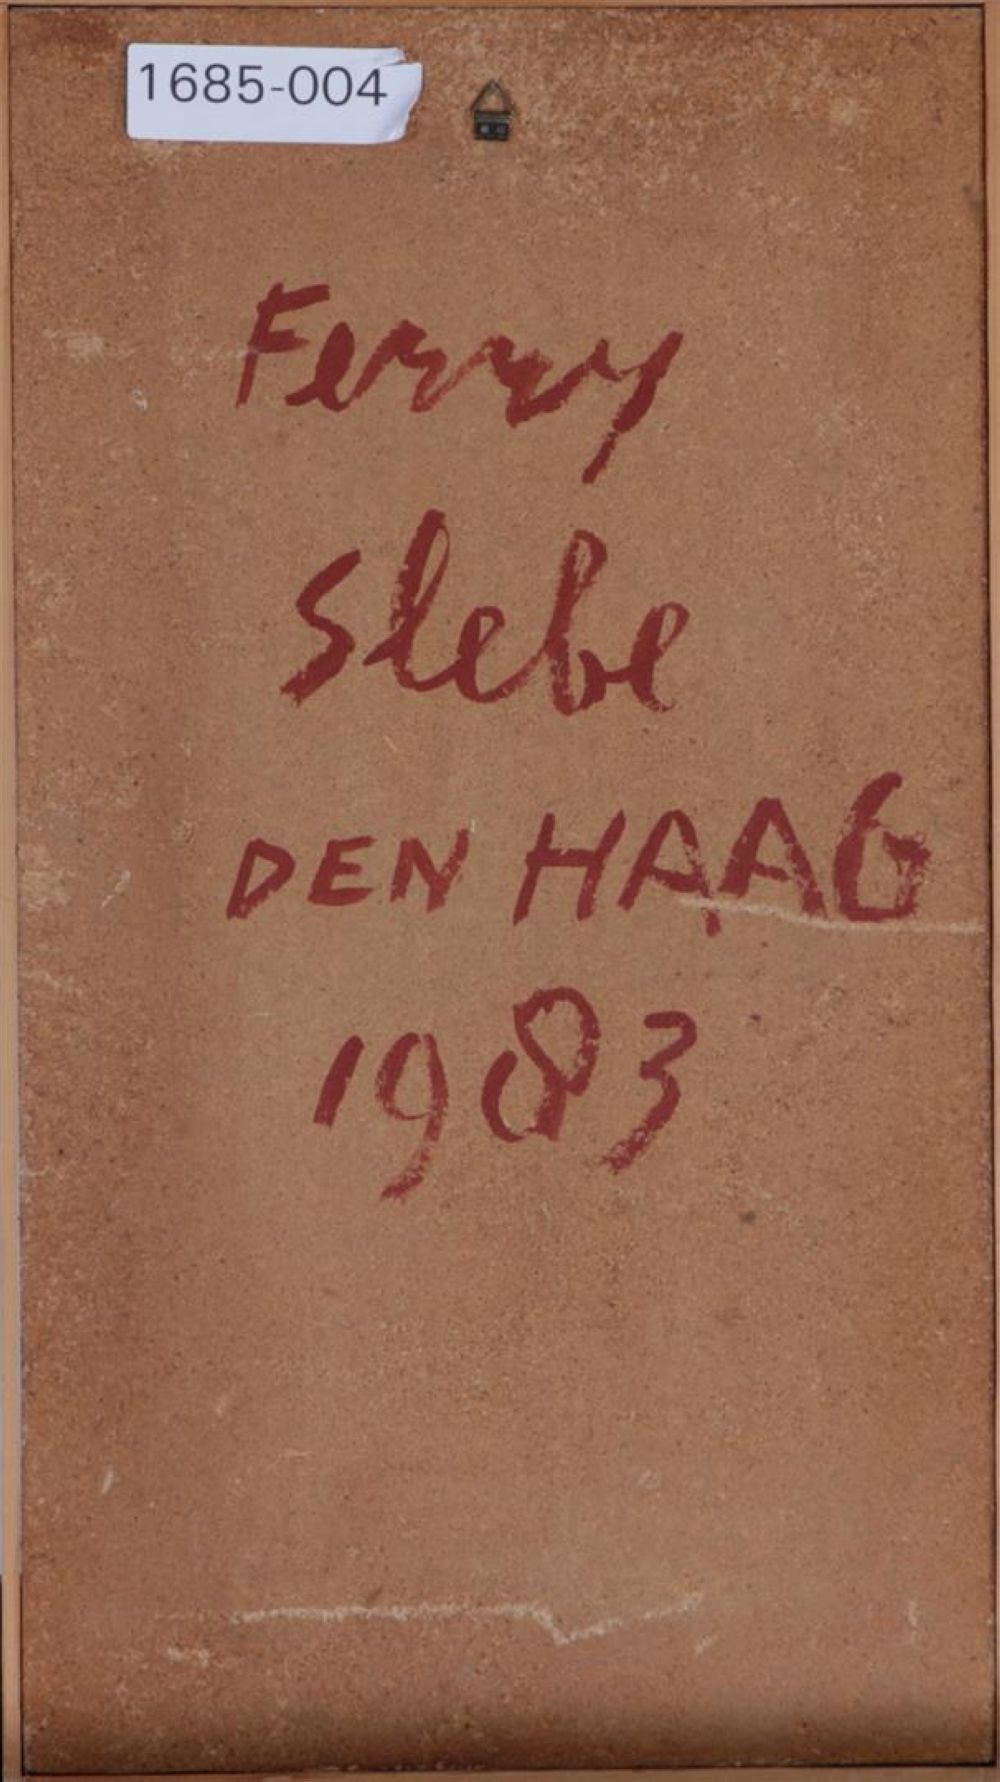 1685-004
Ferry
Slebe
DEN HAAG
1983